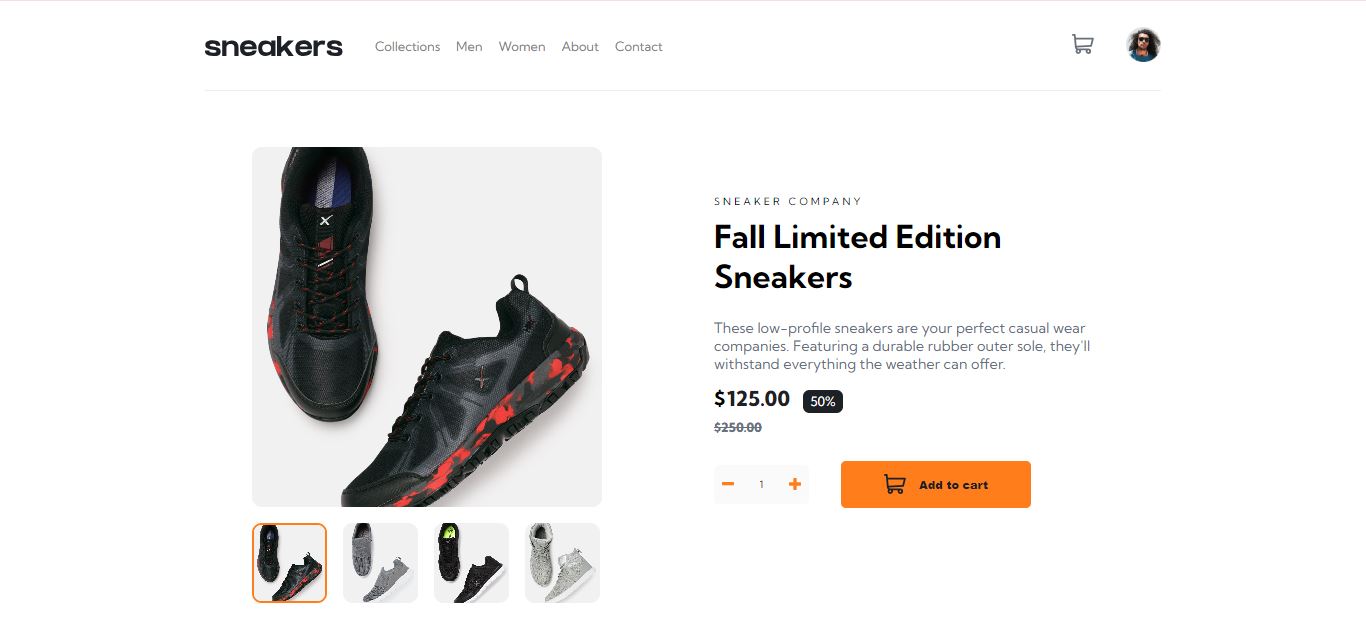 sneakers
Collections Men Women About Contact
SNEAKER COMPANY
Fall Limited Edition
Sneakers
These low-profile sneakers are your perfect casual wear
companies. Featuring a durable rubber outer sole, they'll
withstand everything the weather can offer.
$125.00 50%
$250.00
1
Add to cart